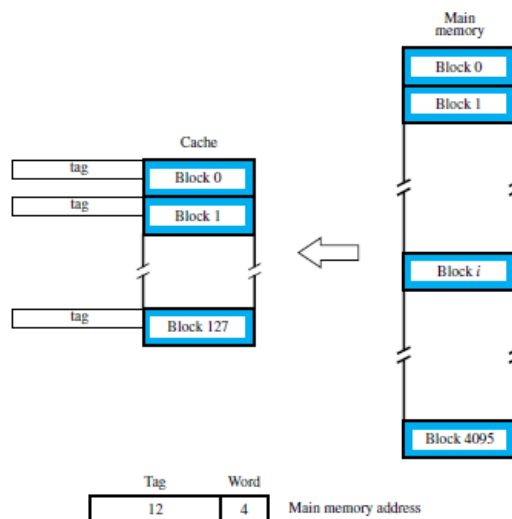 Main
memory
Block 0
Block 1
Cache
tag
Block 0
tag
Block 1
Block i
tag
Block 127
Block 4095
Tag Word
12 4 Main memory address